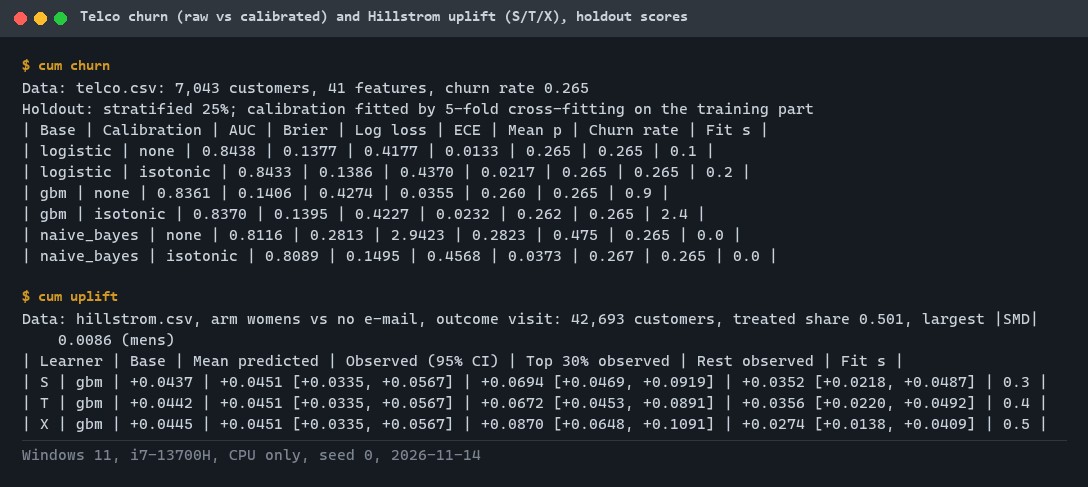 Telco churn (raw vs calibrated) and Hillstrom uplift (S/T/X), holdout scores
$ cum churn
Data: telco.csv: 7,043 customers, 41 features, churn rate 0.265
Holdout: stratified 25%; calibration fitted by 5-fold cross-fitting on the training part
| Base | Calibration | AUC | Brier | Log loss | ECE | Mean p | Churn rate | Fit s |
| logistic | none | 0.8438 | 0.1377 | 0.4177 | 0.0133 | 0.265 | 0.265 | 0.1 |
| logistic | isotonic | 0.8433 | 0.1386 | 0.4370 | 0.0217 | 0.265 | 0.265 | 0.2 |
| gbm | none | 0.8361 | 0.1406 | 0.4274 | 0.0355 | 0.260 | 0.265 | 0.9 |
| gbm | isotonic | 0.8370 | 0.1395 | 0.4227 | 0.0232 | 0.262 | 0.265 | 2.4 |
| naive_bayes | none | 0.8116 | 0.2813 | 2.9423 | 0.2823 | 0.475 | 0.265 | 0.0 |
| naive_bayes | isotonic | 0.8089 | 0.1495 | 0.4568 | 0.0373 | 0.267 | 0.265 | 0.0 |
$ cum uplift
Data: hillstrom.csv, arm womens vs no e-mail, outcome visit: 42,693 customers, treated share 0.501, largest |SMD|
0.0086 (mens)
| Learner | Base | Mean predicted | Observed (95% CI) | Top 30% observed | Rest observed | Fit s |
| S | gbm | +0.0437 | +0.0451 [+0.0335, +0.0567] | +0.0694 [+0.0469, +0.0919] | +0.0352 [+0.0218, +0.0487] | 0.3 |
| T | gbm | +0.0442 | +0.0451 [+0.0335, +0.0567] | +0.0672 [+0.0453, +0.0891] | +0.0356 [+0.0220, +0.0492] | 0.4 |
| X | gbm | +0.0445 | +0.0451 [+0.0335, +0.0567] | +0.0870 [+0.0648, +0.1091] | +0.0274 [+0.0138, +0.0409] | 0.5 |
Windows 11, i7-13700H, CPU only, seed 0, 2026-11-14